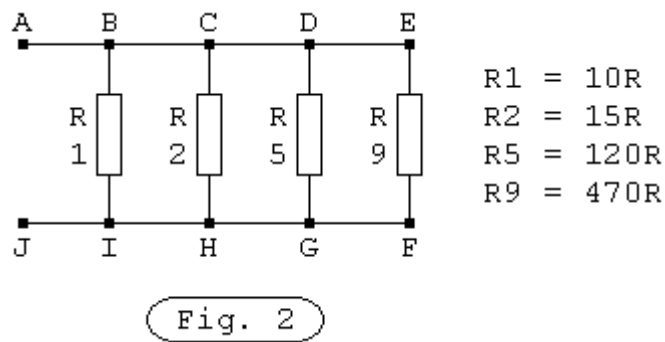 A B C D E
R R R R
1 2 5 9
R1 = 10R
R2 = 15R
R5 = 120R
R9 = 470R
J I H G F
Fig. 2